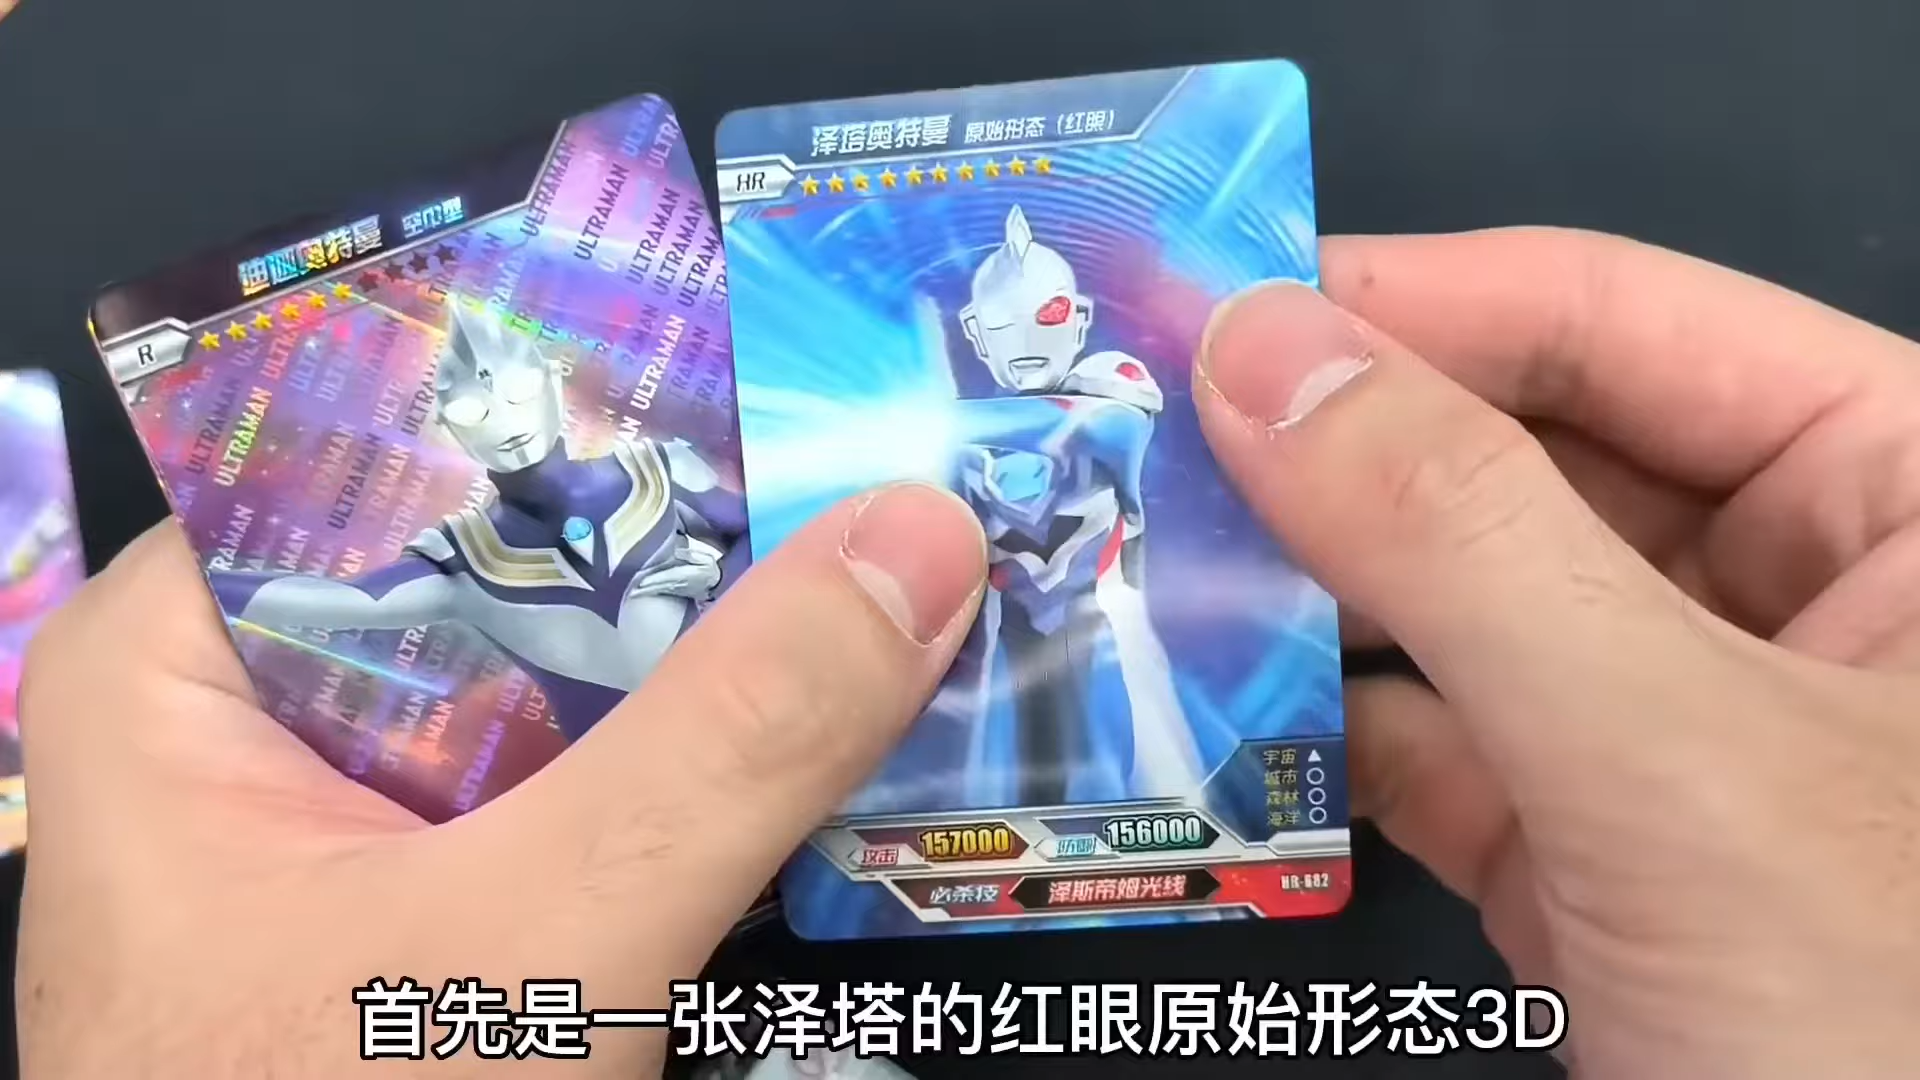 迪迦奥特曼 空中型
R
ULTRAMAN
泽塔奥特曼 原始形态（红眼）
HR
宇宙 ▲
城市 ○
森林 ○
海洋 ○
攻击 157000 防御 156000
必杀技 泽斯帝姆光线
HR-682
首先是一张泽塔的红眼原始形态3D